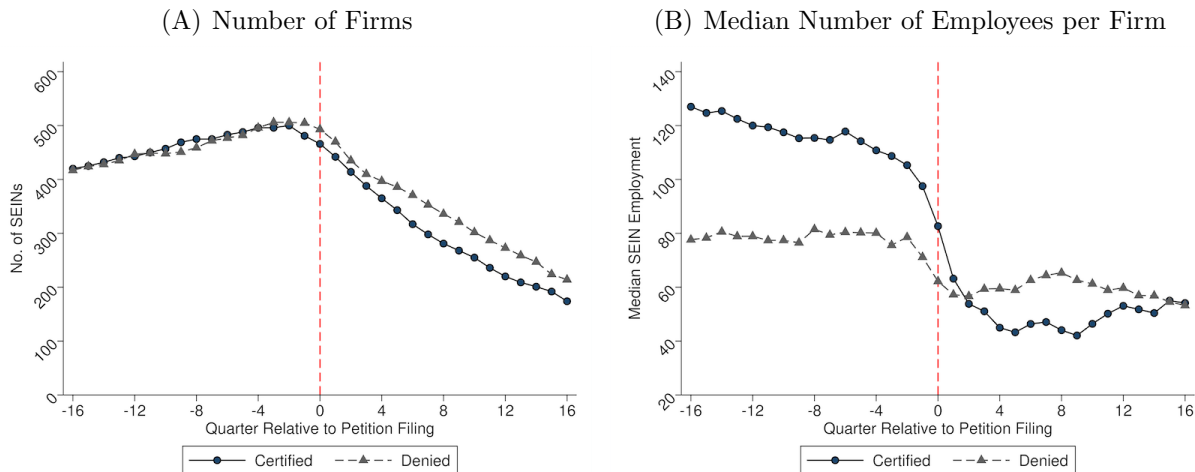 (A) Number of Firms
600
500
400
300
200
100
0
No. of SEINs
-16 -12 -8 -4 0 4 8 12 16
Quarter Relative to Petition Filing
Certified Denied
(B) Median Number of Employees per Firm
140
120
100
80
60
40
20
Median SEIN Employment
-16 -12 -8 -4 0 4 8 12 16
Quarter Relative to Petition Filing
Certified Denied